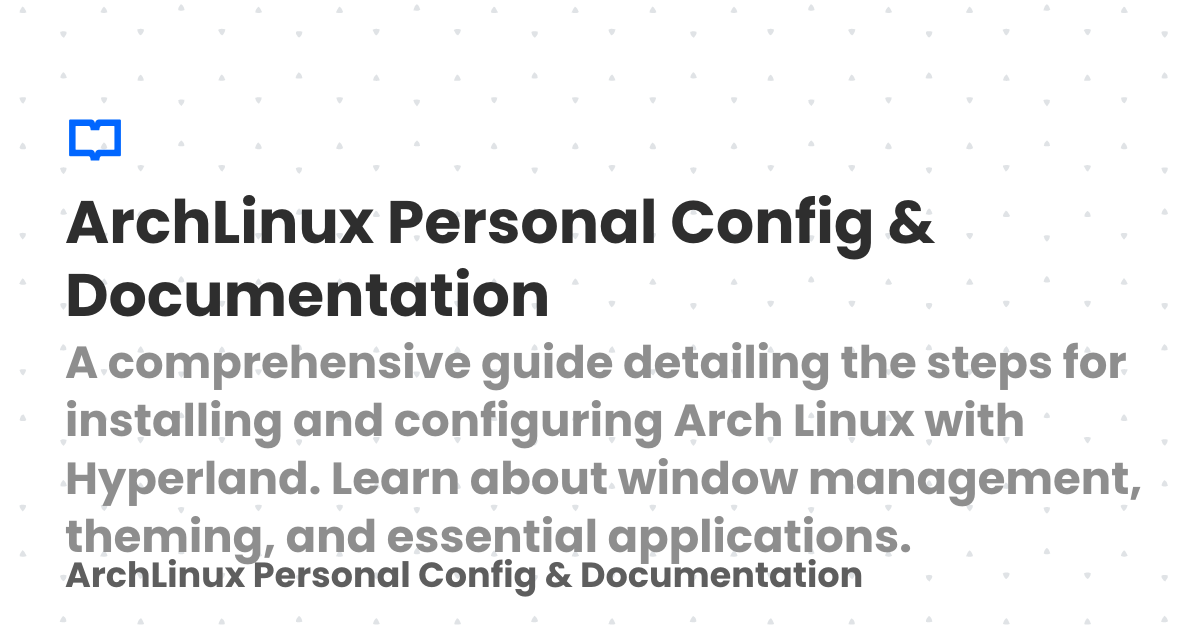 ArchLinux Personal Config &
Documentation
A comprehensive guide detailing the steps for
installing and configuring Arch Linux with
Hyperland. Learn about window management,
theming, and essential applications.
ArchLinux Personal Config & Documentation